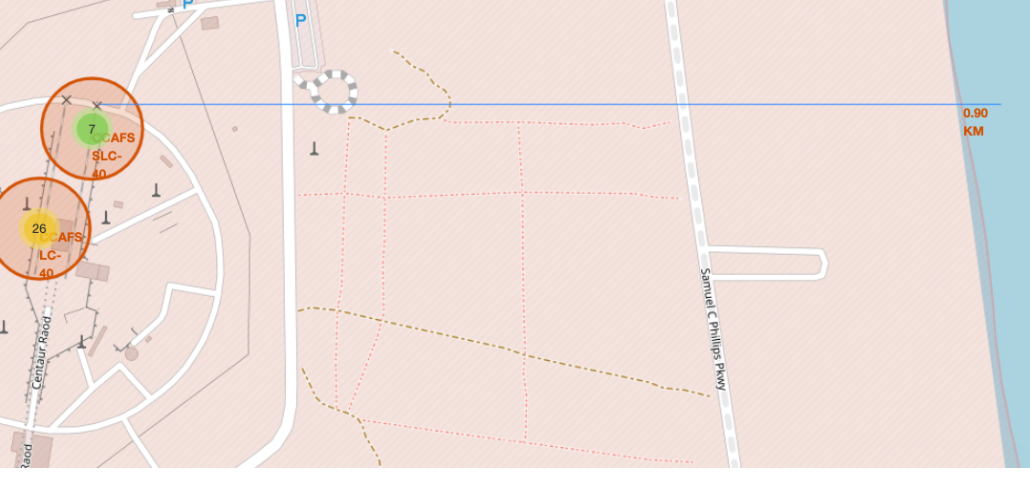 P
P
0.90
KM
7
CCAFS
SLC-
40
26
CCAFS
LC-
40
Samuel C Phillips Pkwy
Centaur Raod
Raod